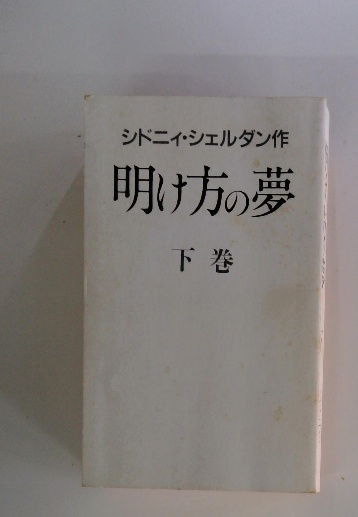 シドニィ・シェルダン作
明け方の夢
下巻